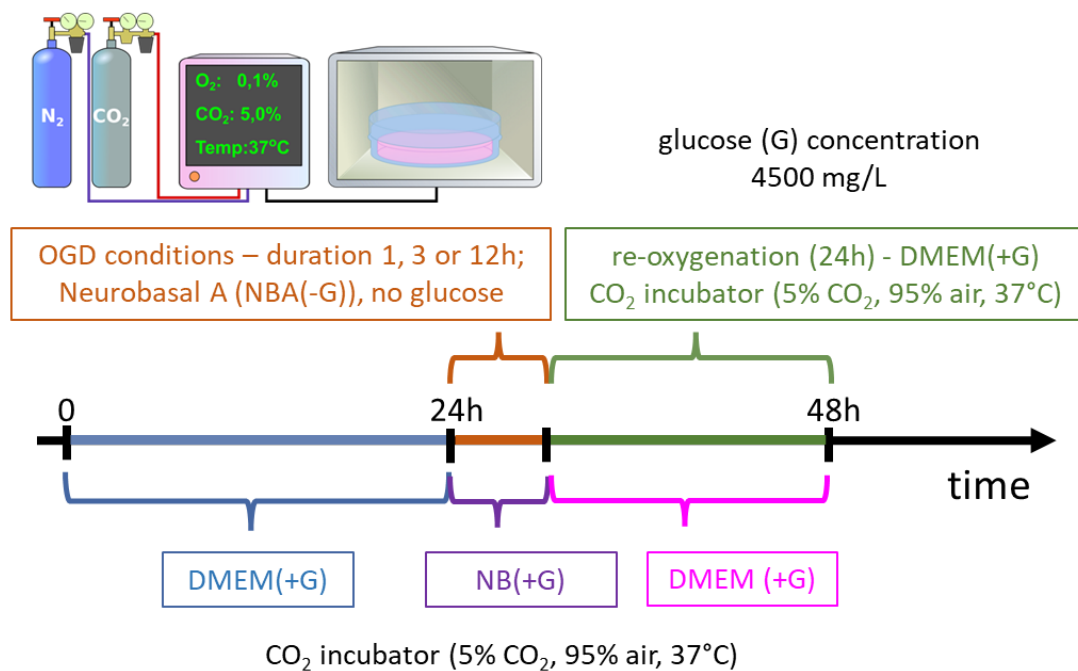 N₂
CO₂
O₂: 0,1%
CO₂: 5,0%
Temp:37°C
glucose (G) concentration
4500 mg/L
OGD conditions – duration 1, 3 or 12h;
Neurobasal A (NBA(-G)), no glucose
re-oxygenation (24h) - DMEM(+G)
CO₂ incubator (5% CO₂, 95% air, 37°C)
0
24h
48h
time
DMEM(+G)
NB(+G)
DMEM (+G)
CO₂ incubator (5% CO₂, 95% air, 37°C)